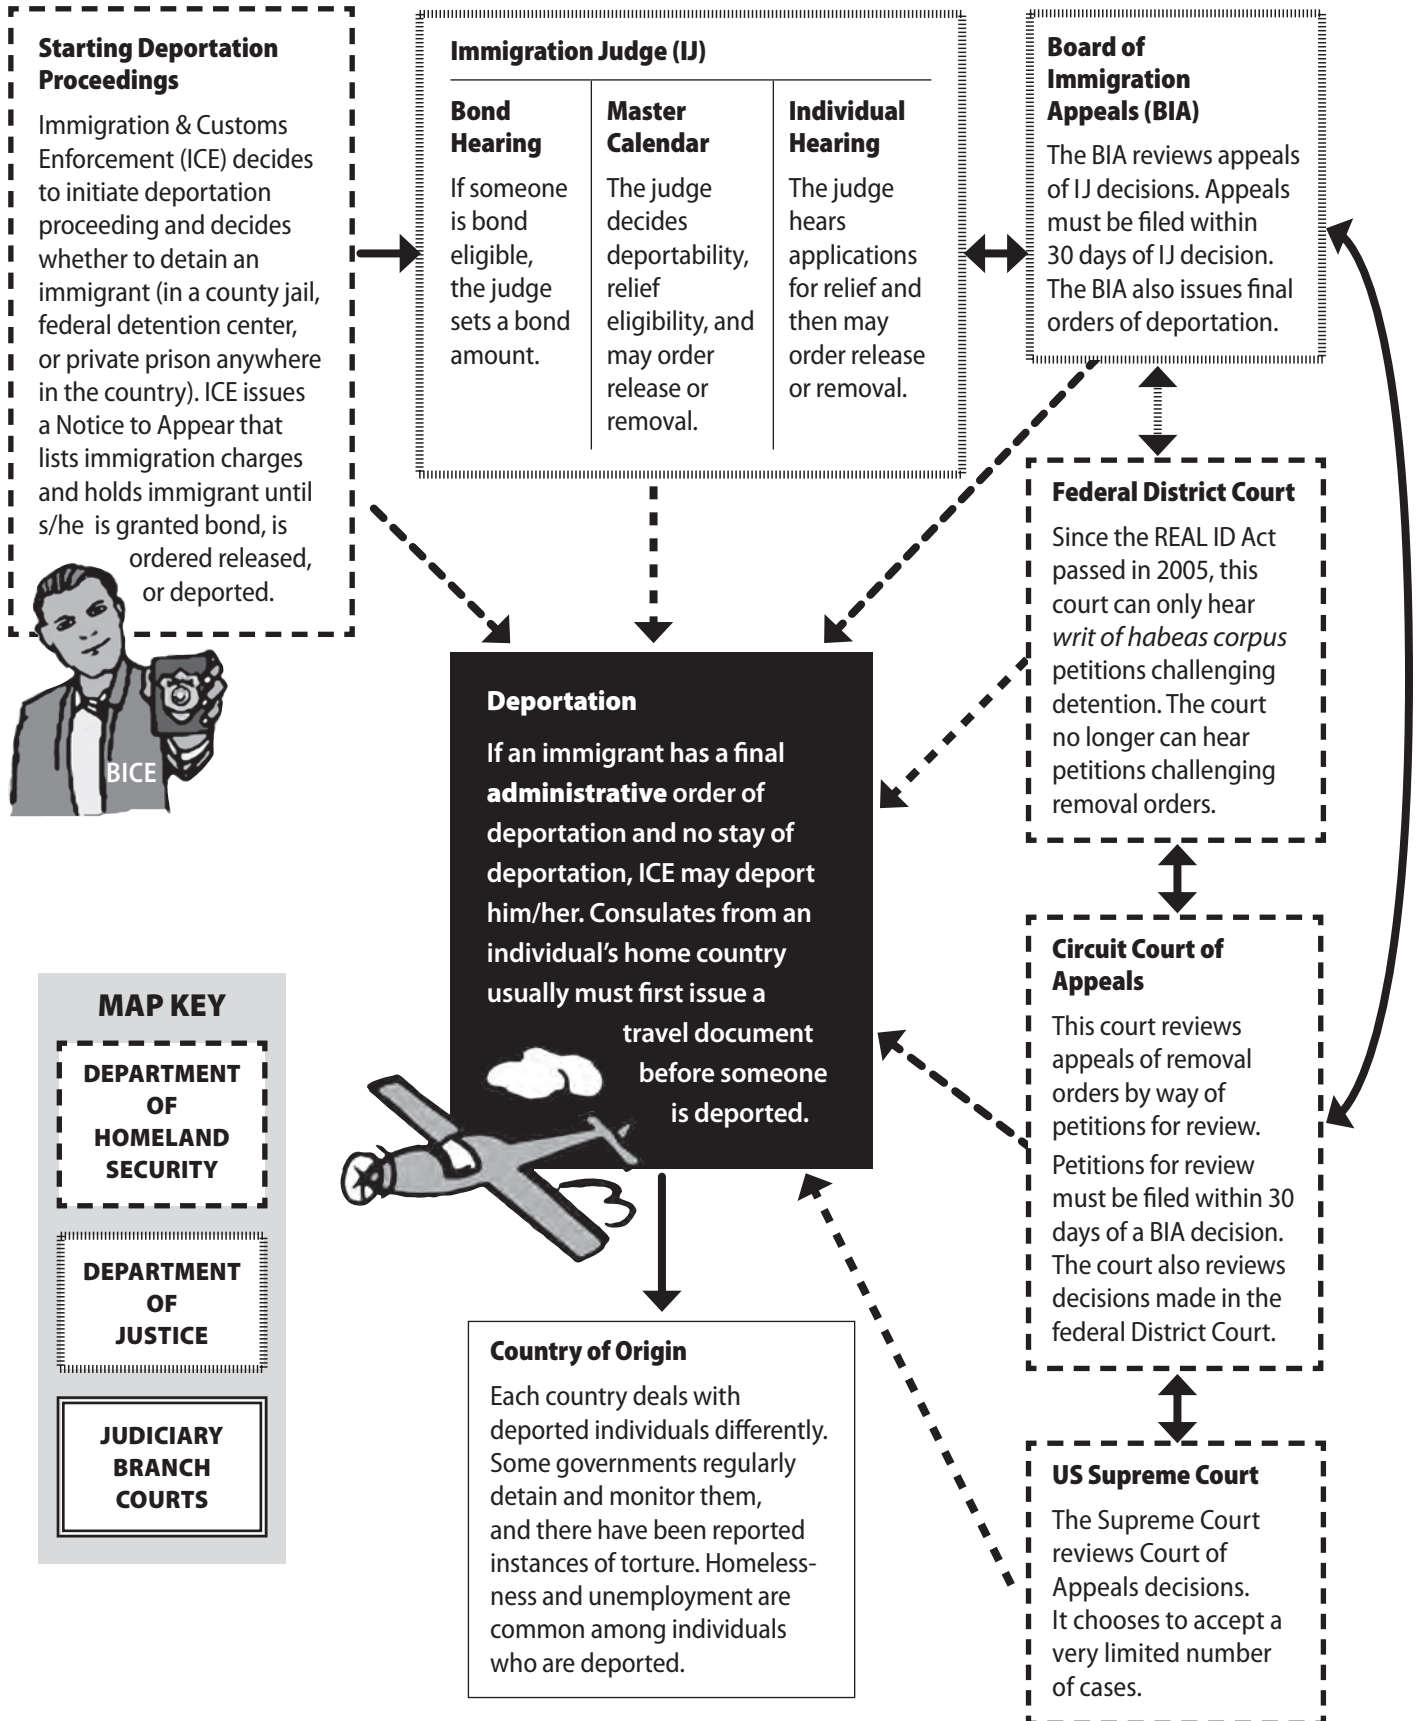 Starting Deportation
Proceedings
Immigration & Customs
Enforcement (ICE) decides
to initiate deportation
proceeding and decides
whether to detain an
immigrant (in a county jail,
federal detention center,
or private prison anywhere
in the country). ICE issues
a Notice to Appear that
lists immigration charges
and holds immigrant until
s/he is granted bond, is
ordered released,
or deported.
BICE
Immigration Judge (IJ)
Bond
Hearing
If someone
is bond
eligible,
the judge
sets a bond
amount.
Master
Calendar
The judge
decides
deportability,
relief
eligibility, and
may order
release or
removal.
Individual
Hearing
The judge
hears
applications
for relief and
then may
order release
or removal.
Board of
Immigration
Appeals (BIA)
The BIA reviews appeals
of IJ decisions. Appeals
must be filed within
30 days of IJ decision.
The BIA also issues final
orders of deportation.
Federal District Court
Since the REAL ID Act
passed in 2005, this
court can only hear
writ of habeas corpus
petitions challenging
detention. The court
no longer can hear
petitions challenging
removal orders.
Deportation
If an immigrant has a final
administrative order of
deportation and no stay of
deportation, ICE may deport
him/her. Consulates from an
individual’s home country
usually must first issue a
travel document
before someone
is deported.
Circuit Court of
Appeals
This court reviews
appeals of removal
orders by way of
petitions for review.
Petitions for review
must be filed within 30
days of a BIA decision.
The court also reviews
decisions made in the
federal District Court.
MAP KEY
DEPARTMENT
OF
HOMELAND
SECURITY
DEPARTMENT
OF
JUSTICE
JUDICIARY
BRANCH
COURTS
Country of Origin
Each country deals with
deported individuals differently.
Some governments regularly
detain and monitor them,
and there have been reported
instances of torture. Homeless-
ness and unemployment are
common among individuals
who are deported.
US Supreme Court
The Supreme Court
reviews Court of
Appeals decisions.
It chooses to accept a
very limited number
of cases.